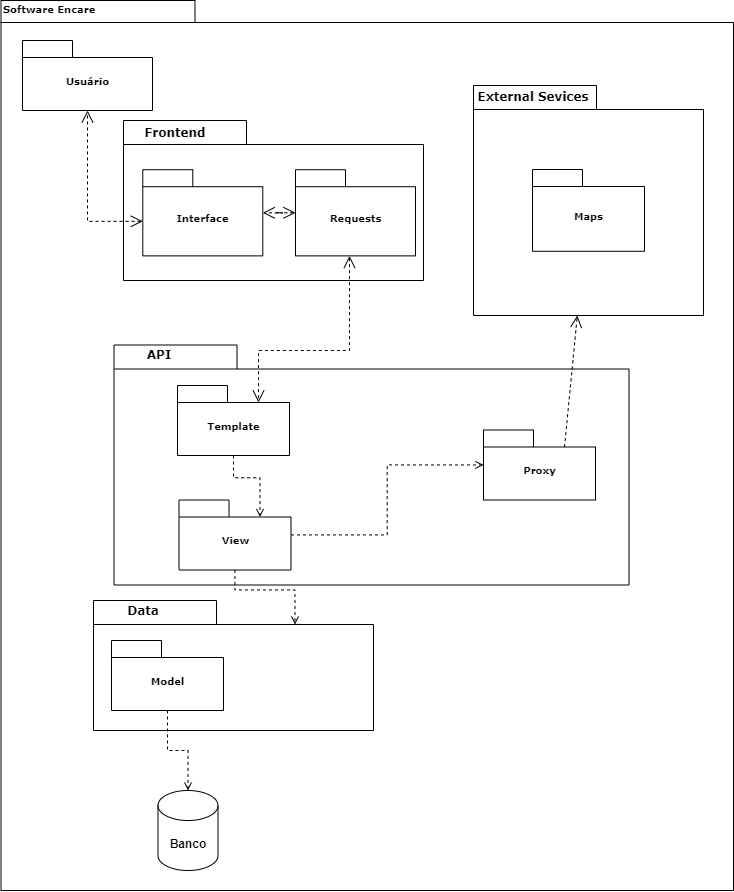 Software Encare
Usuário
External Sevices
Frontend
Interface
Requests
Maps
API
Template
Proxy
View
Data
Model
Banco